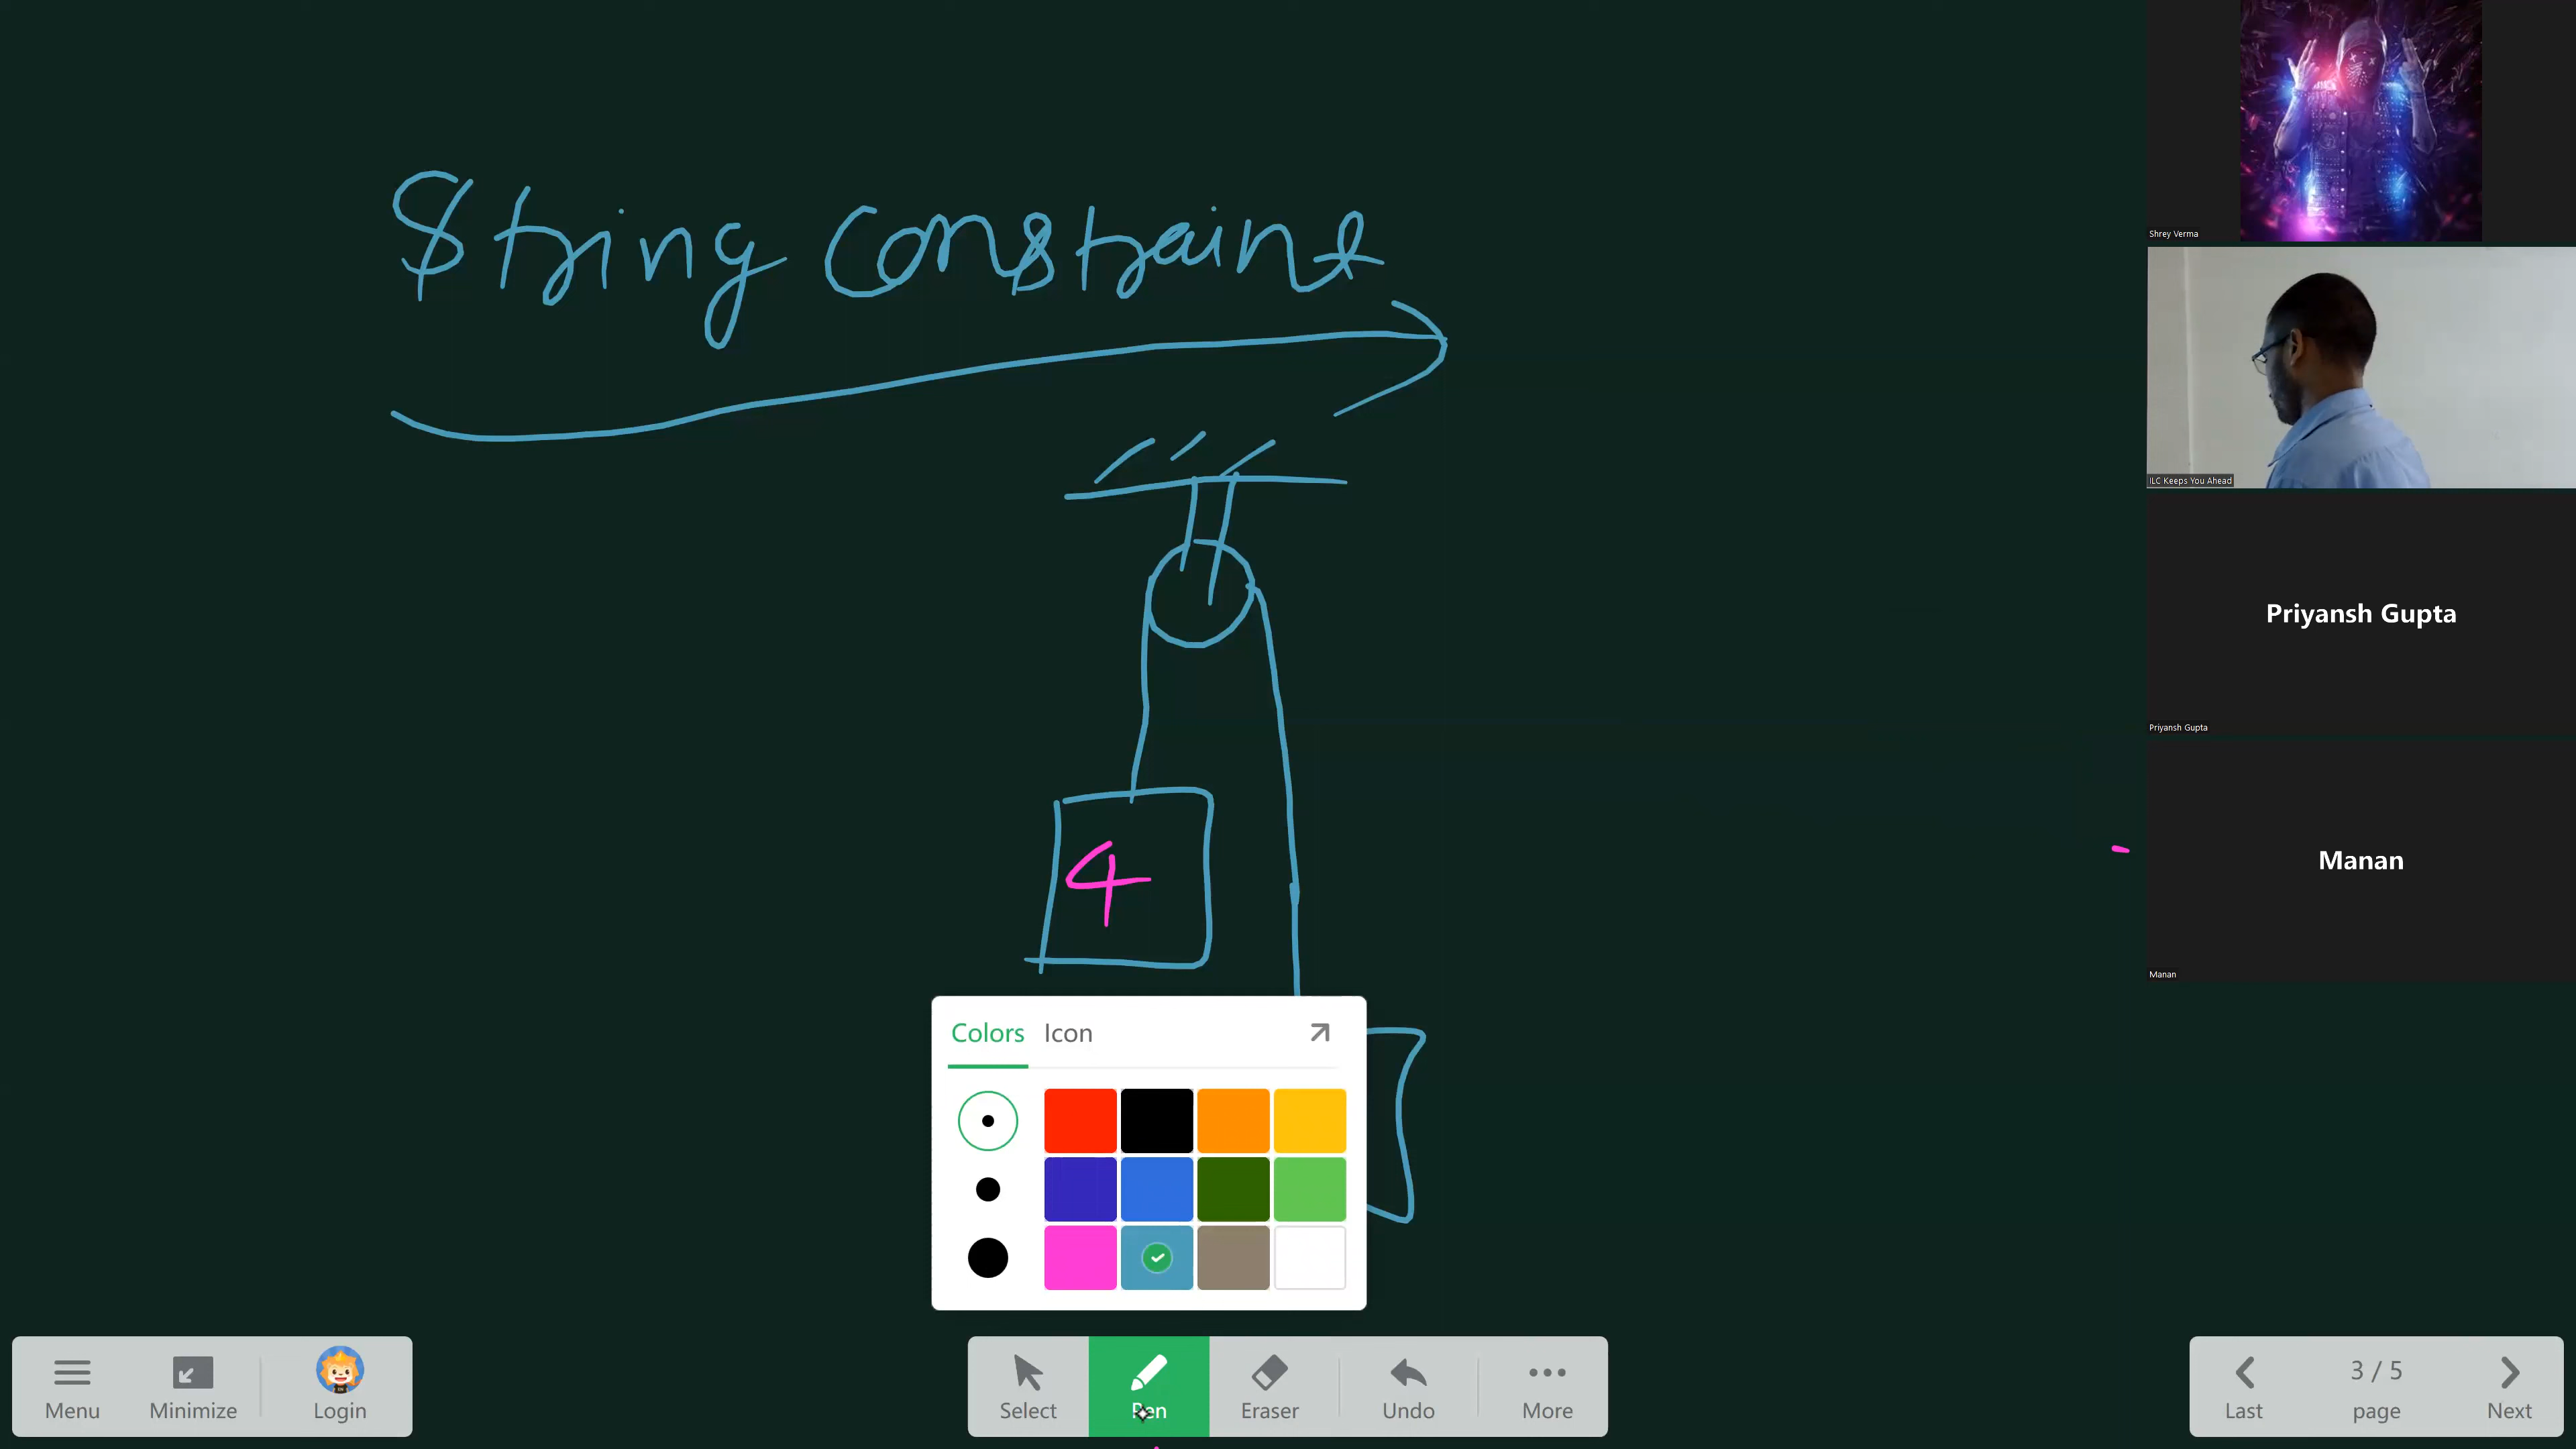 String constraint
4
Shrey Verma
ILC Keeps You Ahead
Priyansh Gupta
Priyansh Gupta
Manan
Manan
Colors Icon
Menu Minimize Login
Select Pen Eraser Undo More
3 / 5
Last page Next